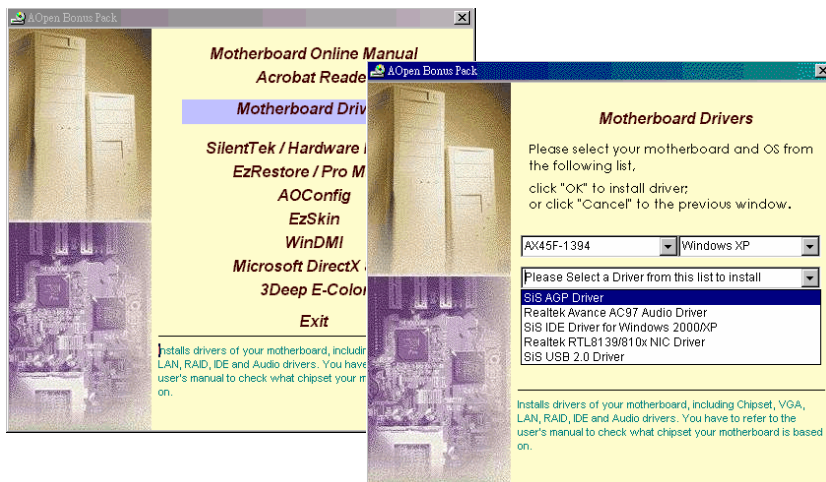 AOpen Bonus Pack
Motherboard Online Manual
Acrobat Reade
Motherboard Driv
SilentTek / Hardware
EzRestore / Pro M
AOConfig
EzSkin
WinDMI
Microsoft DirectX
3Deep E-Color
Exit
Installs drivers of your motherboard, includin
LAN, RAID, IDE and Audio drivers. You have
user's manual to check what chipset your m
on.
AOpen Bonus Pack
Motherboard Drivers
Please select your motherboard and OS from
the following list,
click "OK" to install driver;
or click "Cancel" to the previous window.
AX45F-1394
Windows XP
Please Select a Driver from this list to install
SiS AGP Driver
Realtek Avance AC97 Audio Driver
SiS IDE Driver for Windows 2000/XP
Realtek RTL8139/810x NIC Driver
SiS USB 2.0 Driver
Installs drivers of your motherboard, including Chipset, VGA,
LAN, RAID, IDE and Audio drivers. You have to refer to the
user's manual to check what chipset your motherboard is based
on.